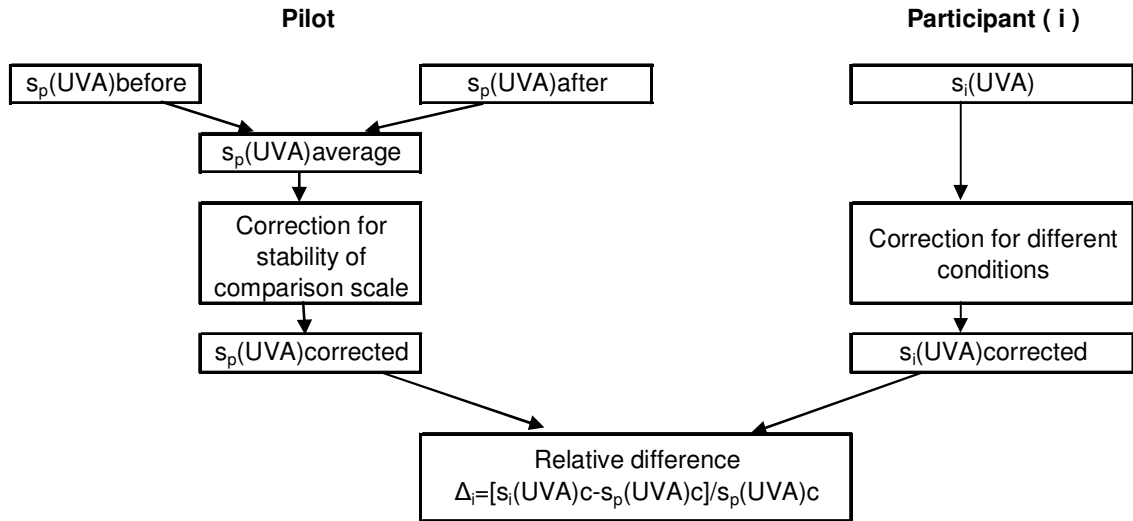 Pilot
Participant ( i )
sₚ(UVA)before
sₚ(UVA)after
sᵢ(UVA)
sₚ(UVA)average
Correction for
stability of
comparison scale
Correction for different
conditions
sₚ(UVA)corrected
sᵢ(UVA)corrected
Relative difference
Δᵢ=[sᵢ(UVA)c-sₚ(UVA)c]/sₚ(UVA)c